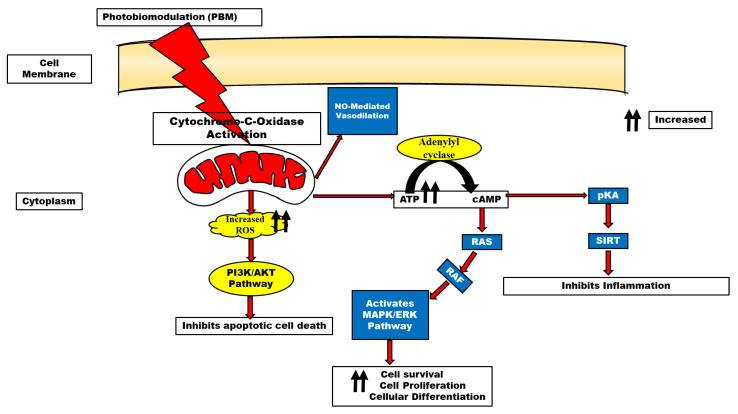 Photobiomodulation (PBM)
Cell
Membrane
Cytochrome-C-Oxidase
Activation
NO-Mediated
Vasodilation
Increased
Adenylyl
cyclase
Cytoplasm
ATP
cAMP
pKA
Increased
ROS
RAS
SIRT
PI3K/AKT
Pathway
RAF
Inhibits Inflammation
Activates
MAPK/ERK
Pathway
Inhibits apoptotic cell death
Cell survival
Cell Proliferation
Cellular Differentiation